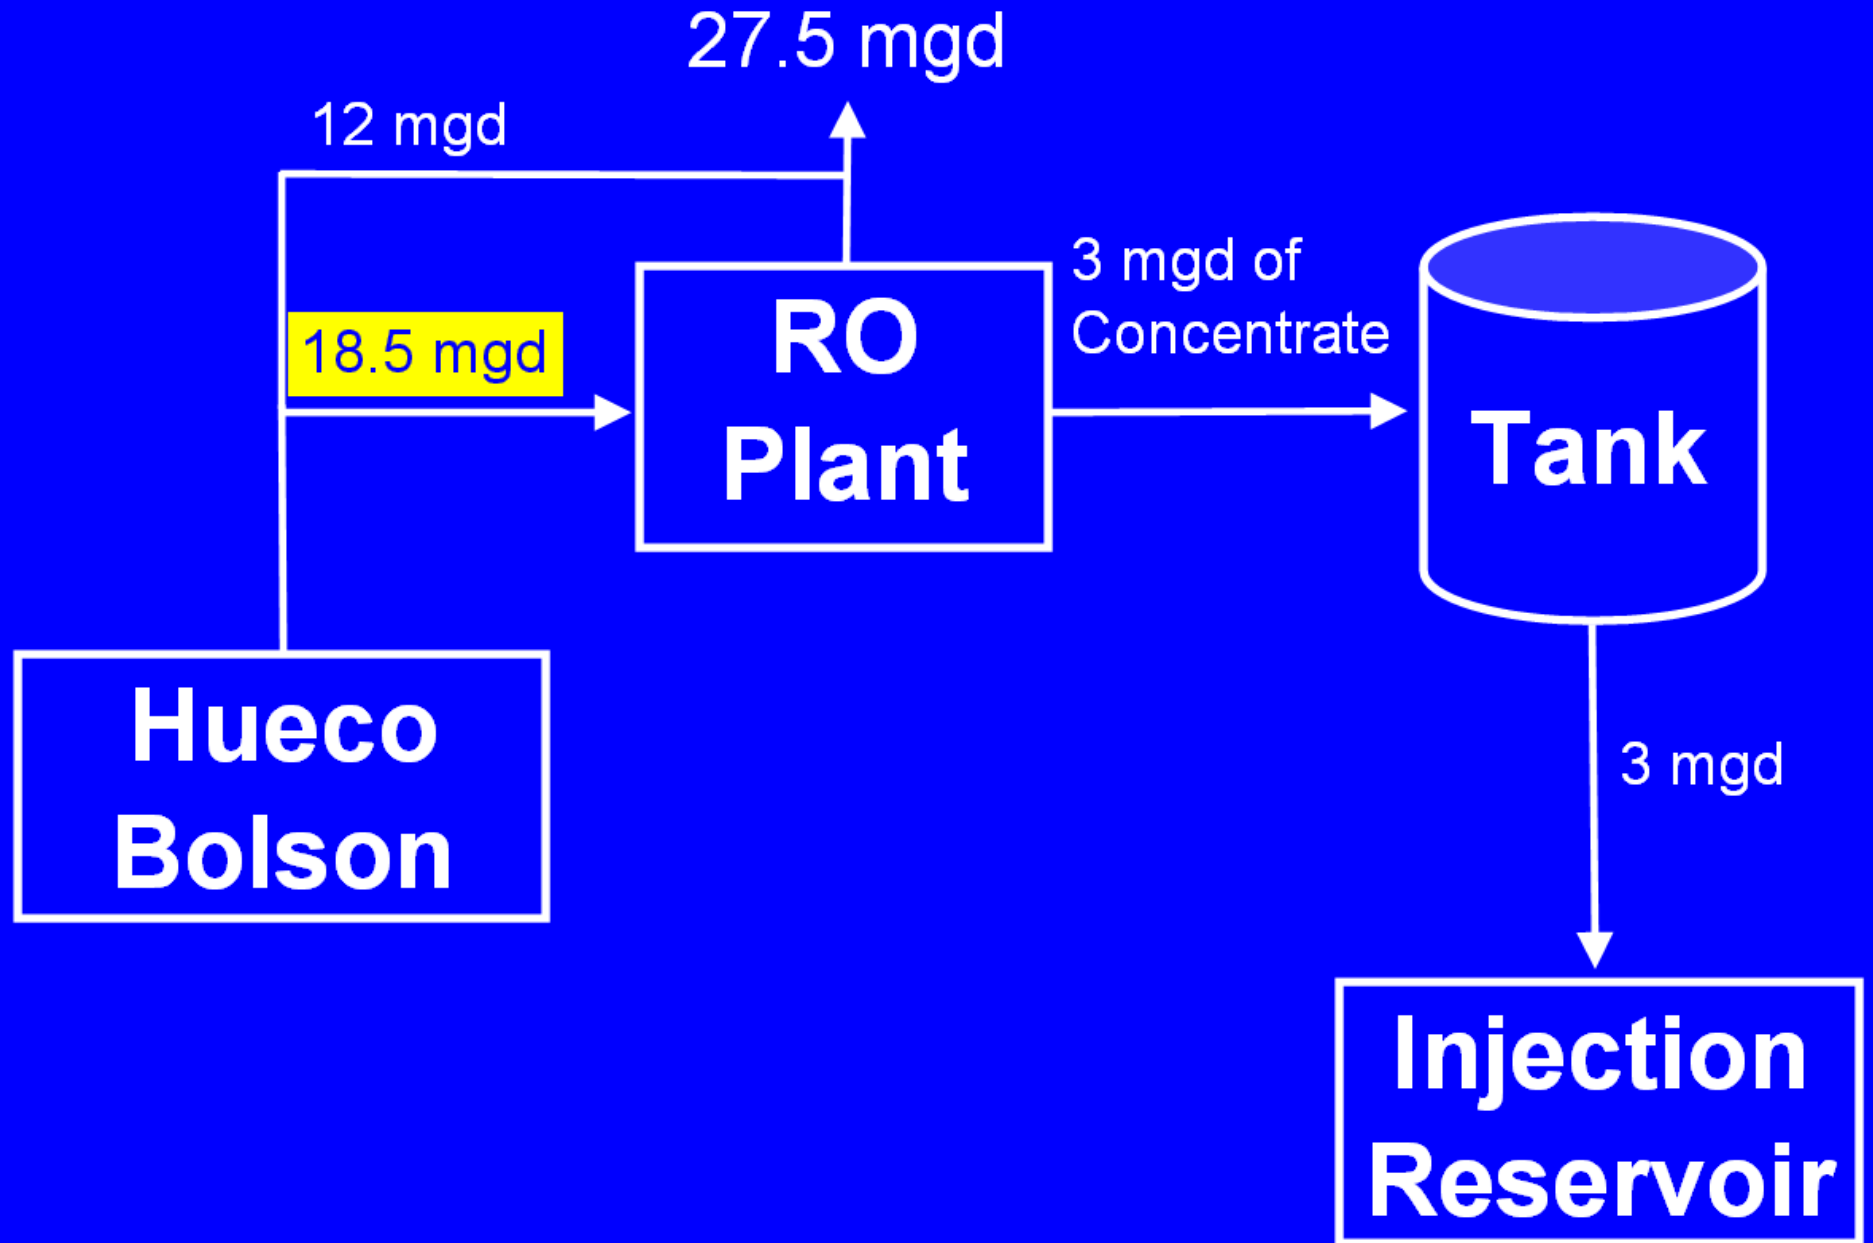 27.5 mgd
12 mgd
18.5 mgd
RO
Plant
3 mgd of
Concentrate
Tank
Hueco
Bolson
3 mgd
Injection
Reservoir